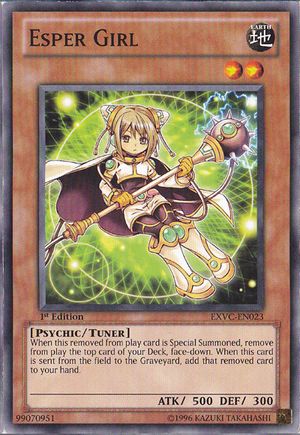 ESPER GIRL
EARTH
地
1st Edition
EXVC-EN023
[PSYCHIC/TUNER]
When this removed from play card is Special Summoned, remove
from play the top card of your Deck, face-down. When this card
is sent from the field to the Graveyard, add that removed card
to your hand.
ATK/ 500 DEF/ 300
99070951
©1996 KAZUKI TAKAHASHI